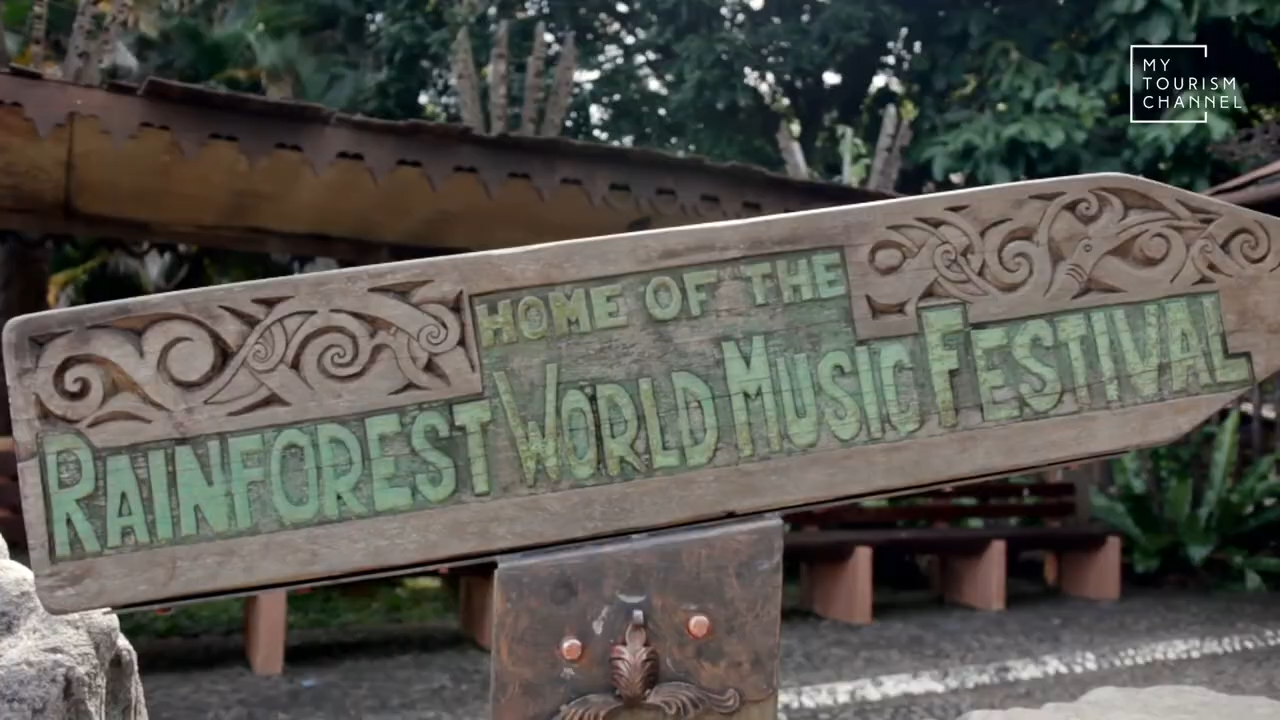 MY
TOURISM
CHANNEL
HOME OF THE
RAINFOREST WORLD MUSIC FESTIVAL